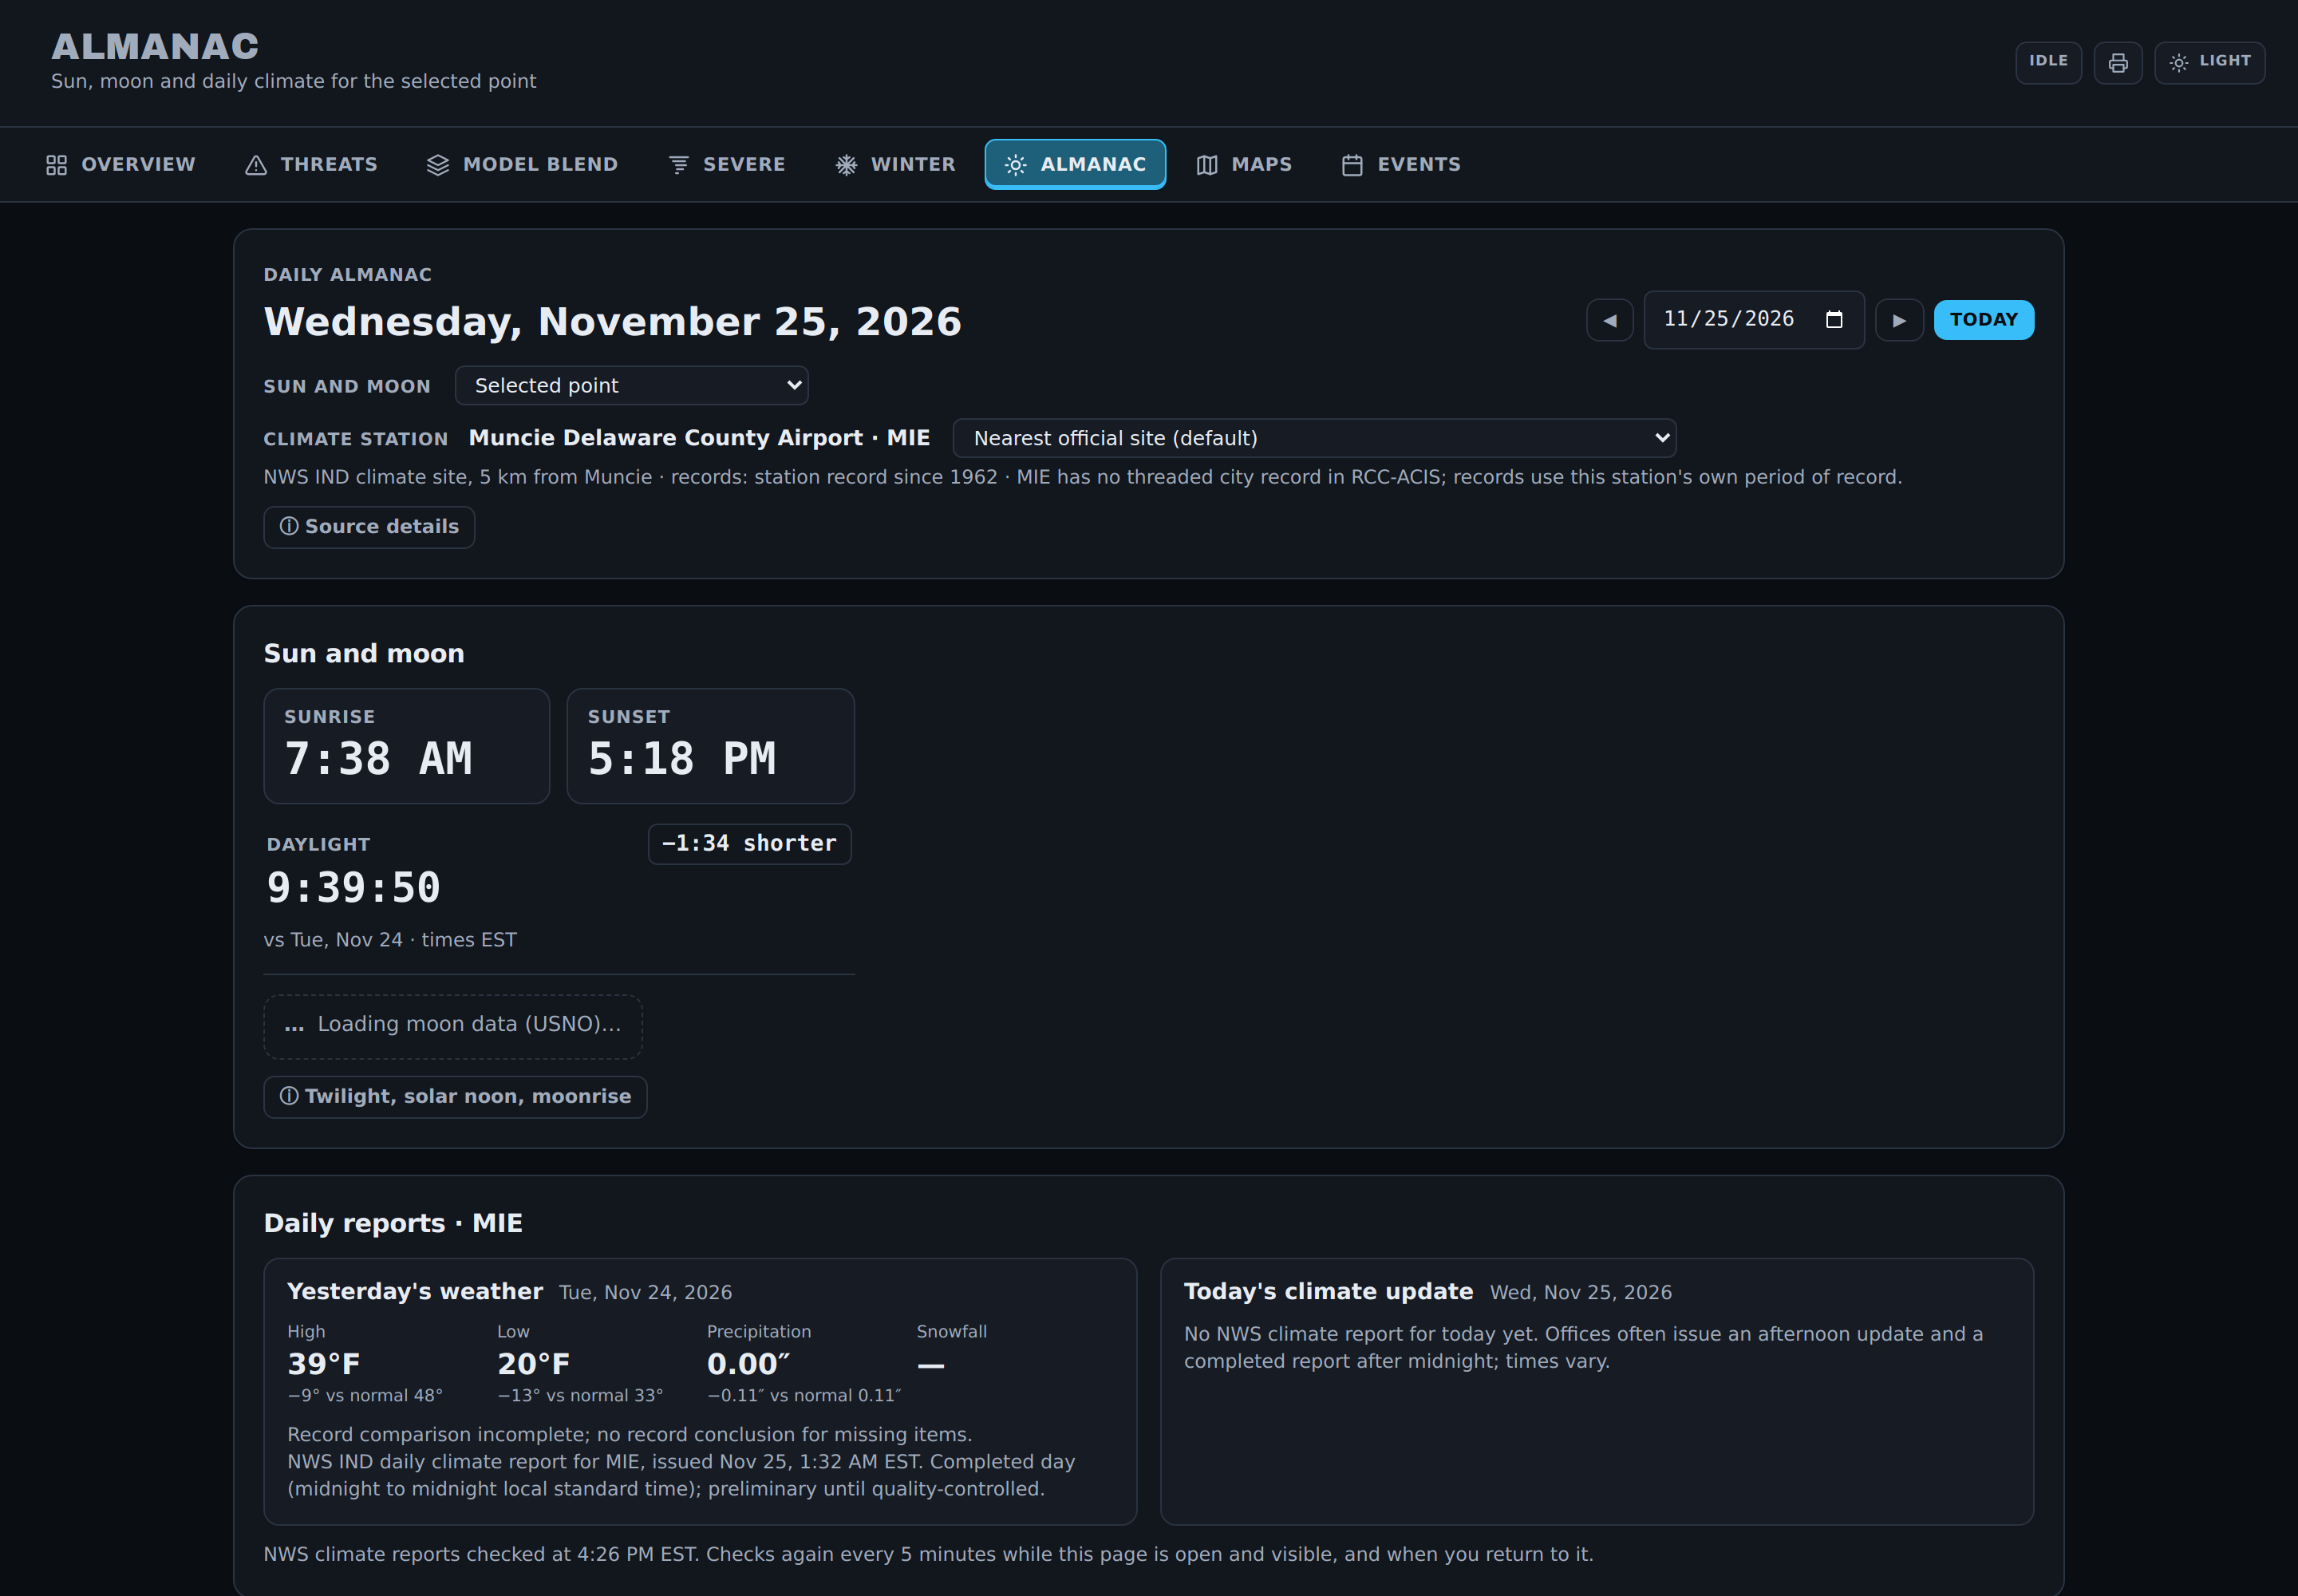 ALMANAC
Sun, moon and daily climate for the selected point
IDLE
LIGHT
OVERVIEW
THREATS
MODEL BLEND
SEVERE
WINTER
ALMANAC
MAPS
EVENTS
DAILY ALMANAC
Wednesday, November 25, 2026
◀
11/25/2026
▶
TODAY
SUN AND MOON
Selected point
CLIMATE STATION
Muncie Delaware County Airport · MIE
Nearest official site (default)
NWS IND climate site, 5 km from Muncie · records: station record since 1962 · MIE has no threaded city record in RCC-ACIS; records use this station's own period of record.
ⓘ Source details
Sun and moon
SUNRISE
7:38 AM
SUNSET
5:18 PM
DAYLIGHT
−1:34 shorter
9:39:50
vs Tue, Nov 24 · times EST
… Loading moon data (USNO)…
ⓘ Twilight, solar noon, moonrise
Daily reports · MIE
Yesterday's weather Tue, Nov 24, 2026
High
39°F
−9° vs normal 48°
Low
20°F
−13° vs normal 33°
Precipitation
0.00″
−0.11″ vs normal 0.11″
Snowfall
—
Record comparison incomplete; no record conclusion for missing items.
NWS IND daily climate report for MIE, issued Nov 25, 1:32 AM EST. Completed day
(midnight to midnight local standard time); preliminary until quality-controlled.
Today's climate update Wed, Nov 25, 2026
No NWS climate report for today yet. Offices often issue an afternoon update and a
completed report after midnight; times vary.
NWS climate reports checked at 4:26 PM EST. Checks again every 5 minutes while this page is open and visible, and when you return to it.